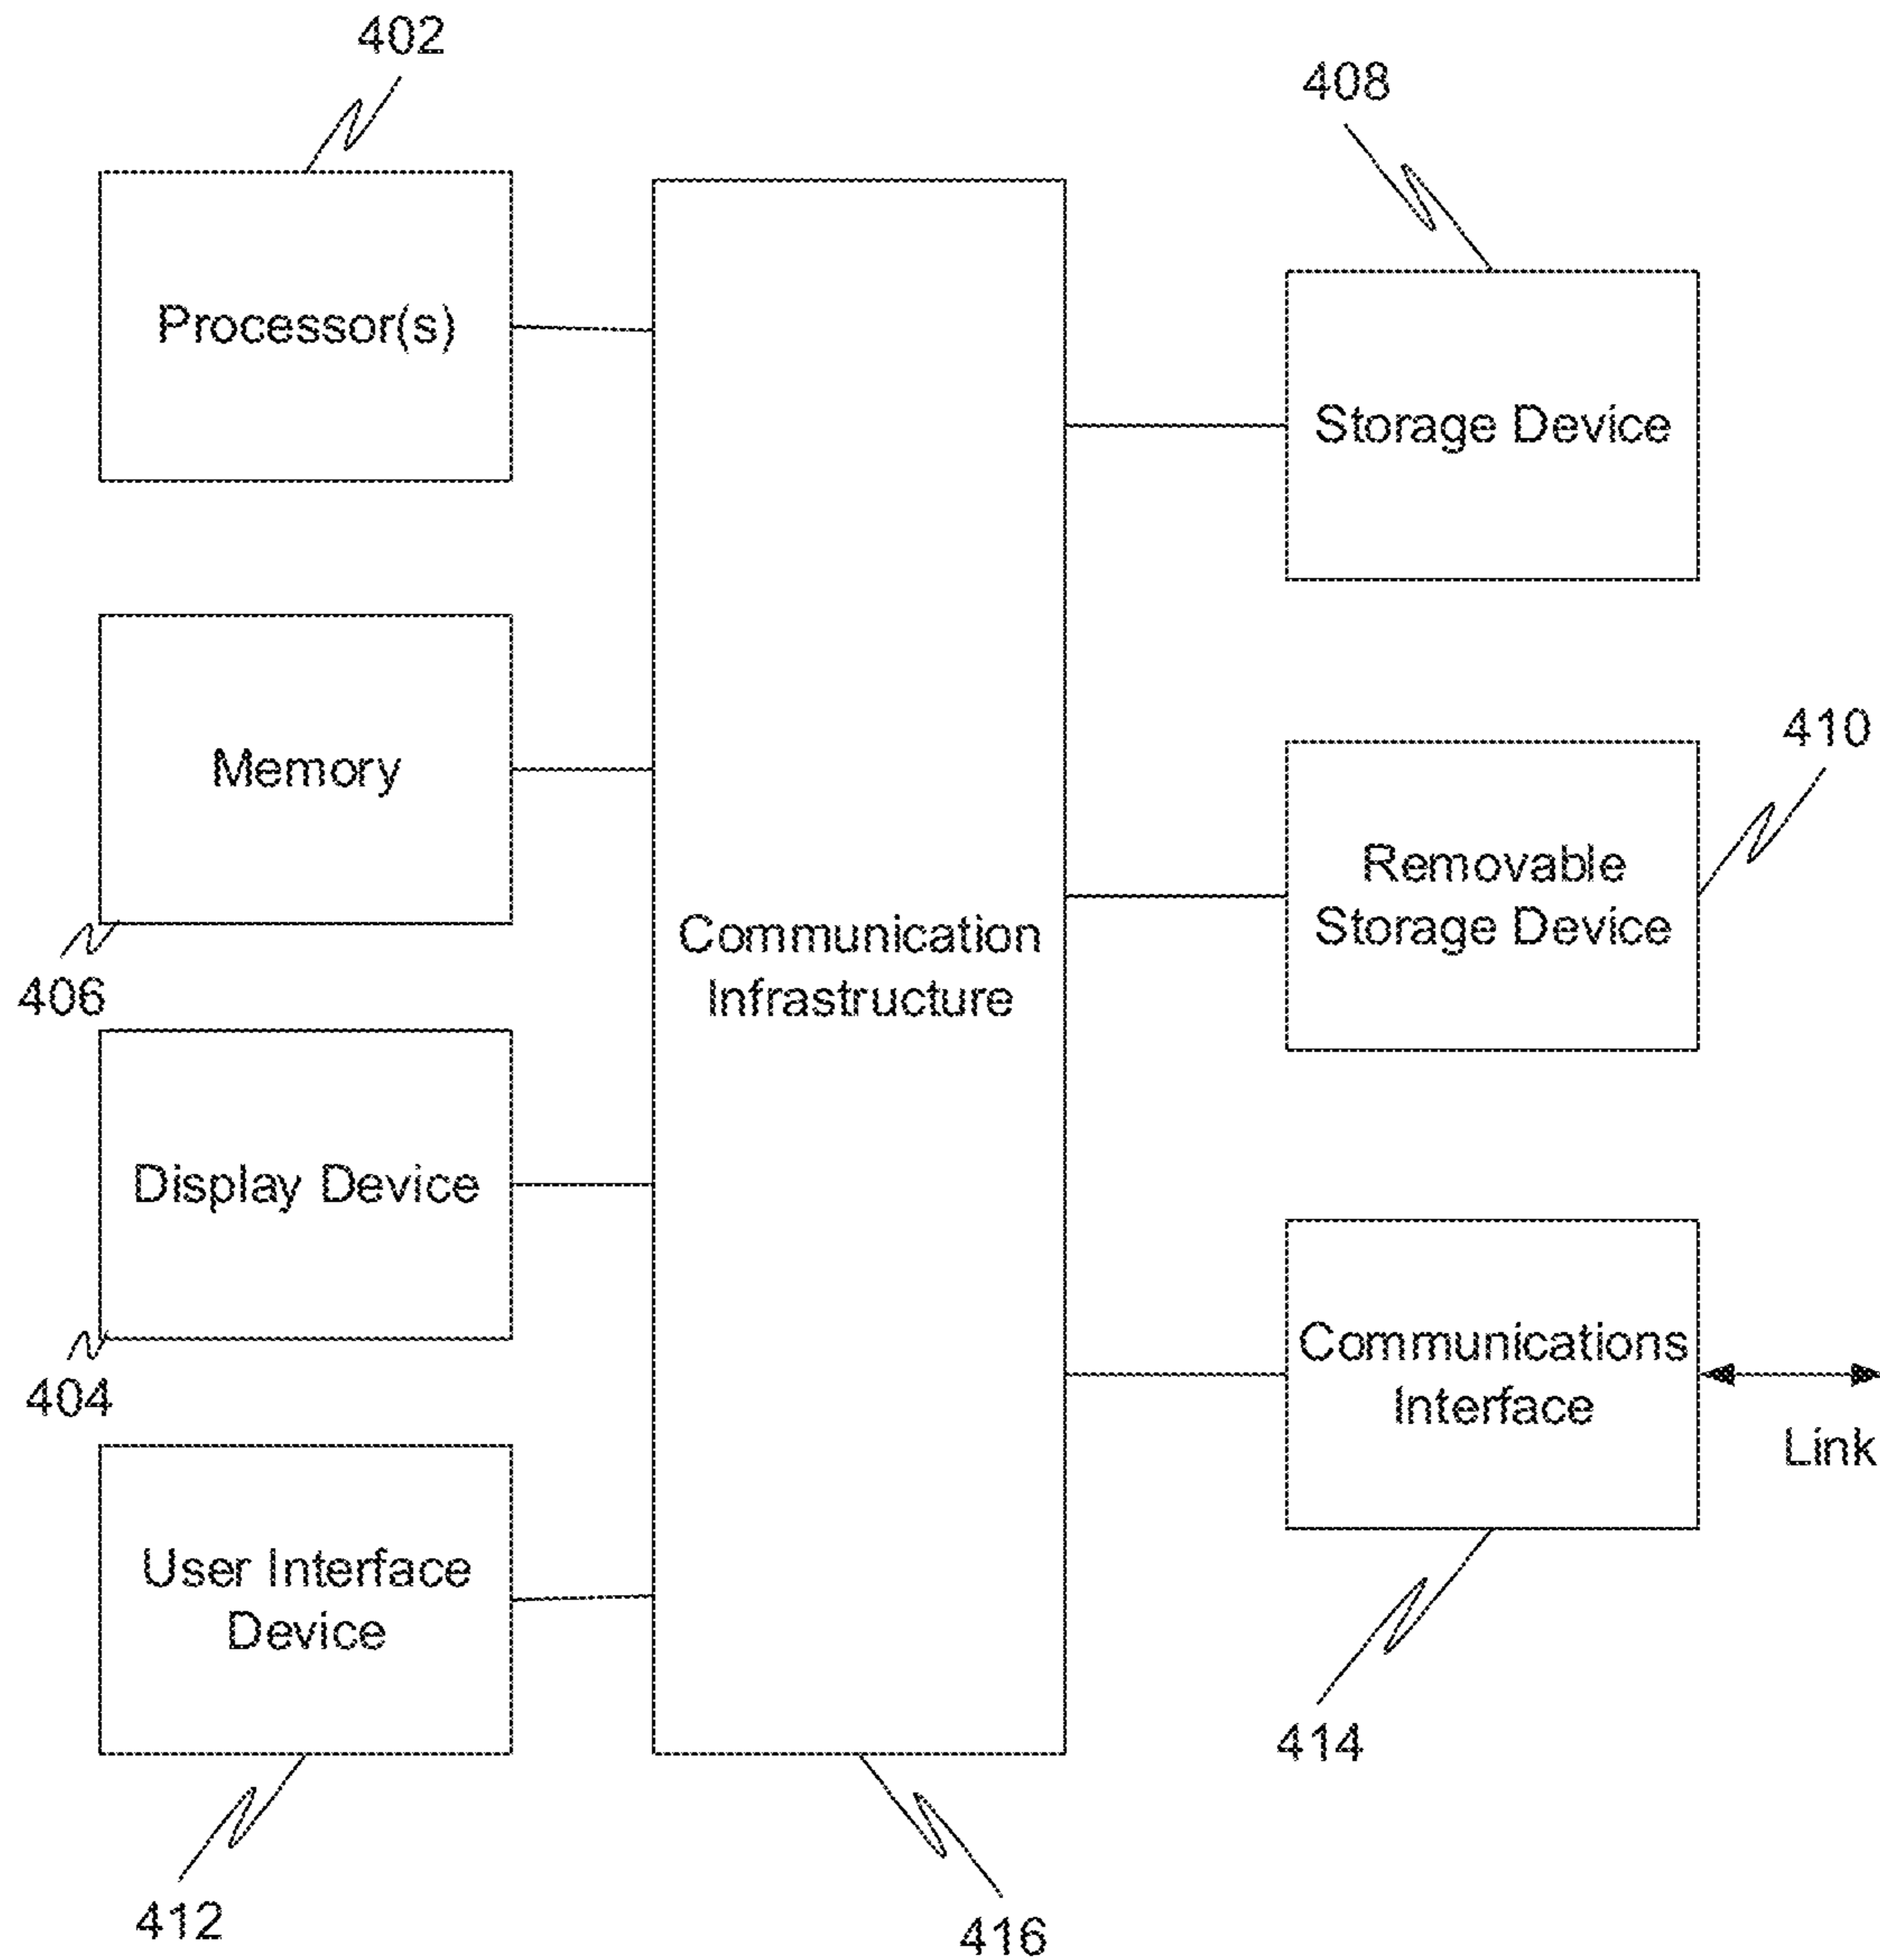 402
408
Processor(s)
Storage Device
410
Memory
Removable
Storage Device
406
Communication
Infrastructure
Display Device
404
Communications
Interface
Link
User Interface
Device
414
412
416